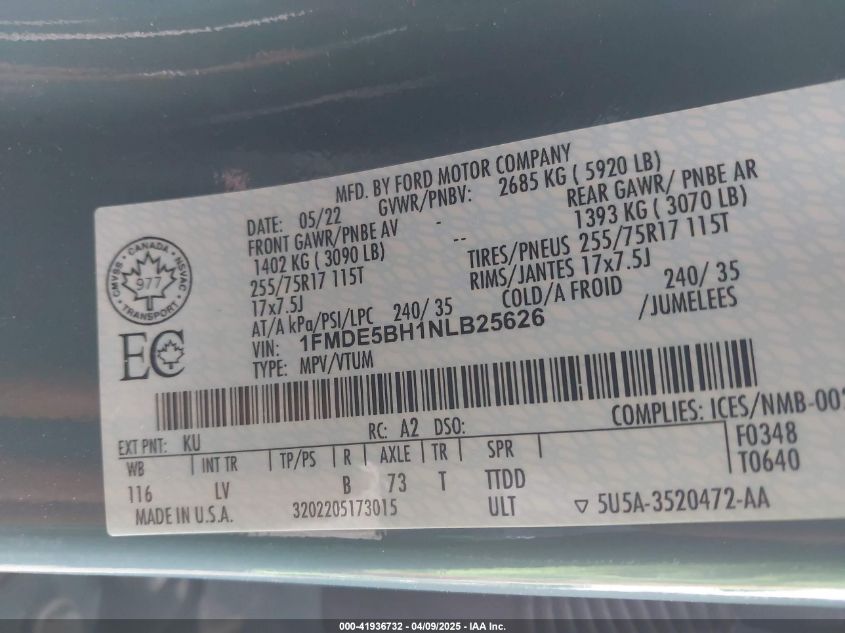 MFD. BY FORD MOTOR COMPANY
DATE: 05/22 GVWR/PNBV: 2685 KG ( 5920 LB)
FRONT GAWR/PNBE AV - REAR GAWR/ PNBE AR
1402 KG ( 3090 LB) -- 1393 KG ( 3070 LB)
255/75R17 115T TIRES/PNEUS 255/75R17 115T
17x7.5J RIMS/JANTES 17x7.5J
AT/A kPa/PSI/LPC 240/ 35 COLD/A FROID 240/ 35
VIN: 1FMDE5BH1NLB25626 /JUMELEES
TYPE: MPV/VTUM
CANADA
CMVSS NSVAC
977
TRANSPORT
EC
COMPLIES: ICES/NMB-00
EXT PNT: KU RC: A2 DSO:
WB INT TR TP/PS R AXLE TR SPR F0348
116 LV B 73 T TTDD T0640
MADE IN U.S.A. 3202205173015 ULT ▽ 5U5A-3520472-AA
000-41936732 - 04/09/2025 - IAA Inc.